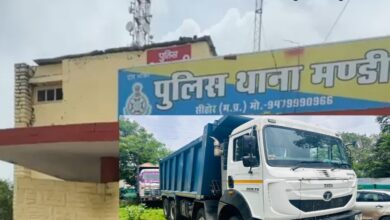 पुलिस
पुलिस थाना मण्डी
सीहोर (म.प्र.) मो.-9479990966
TATA